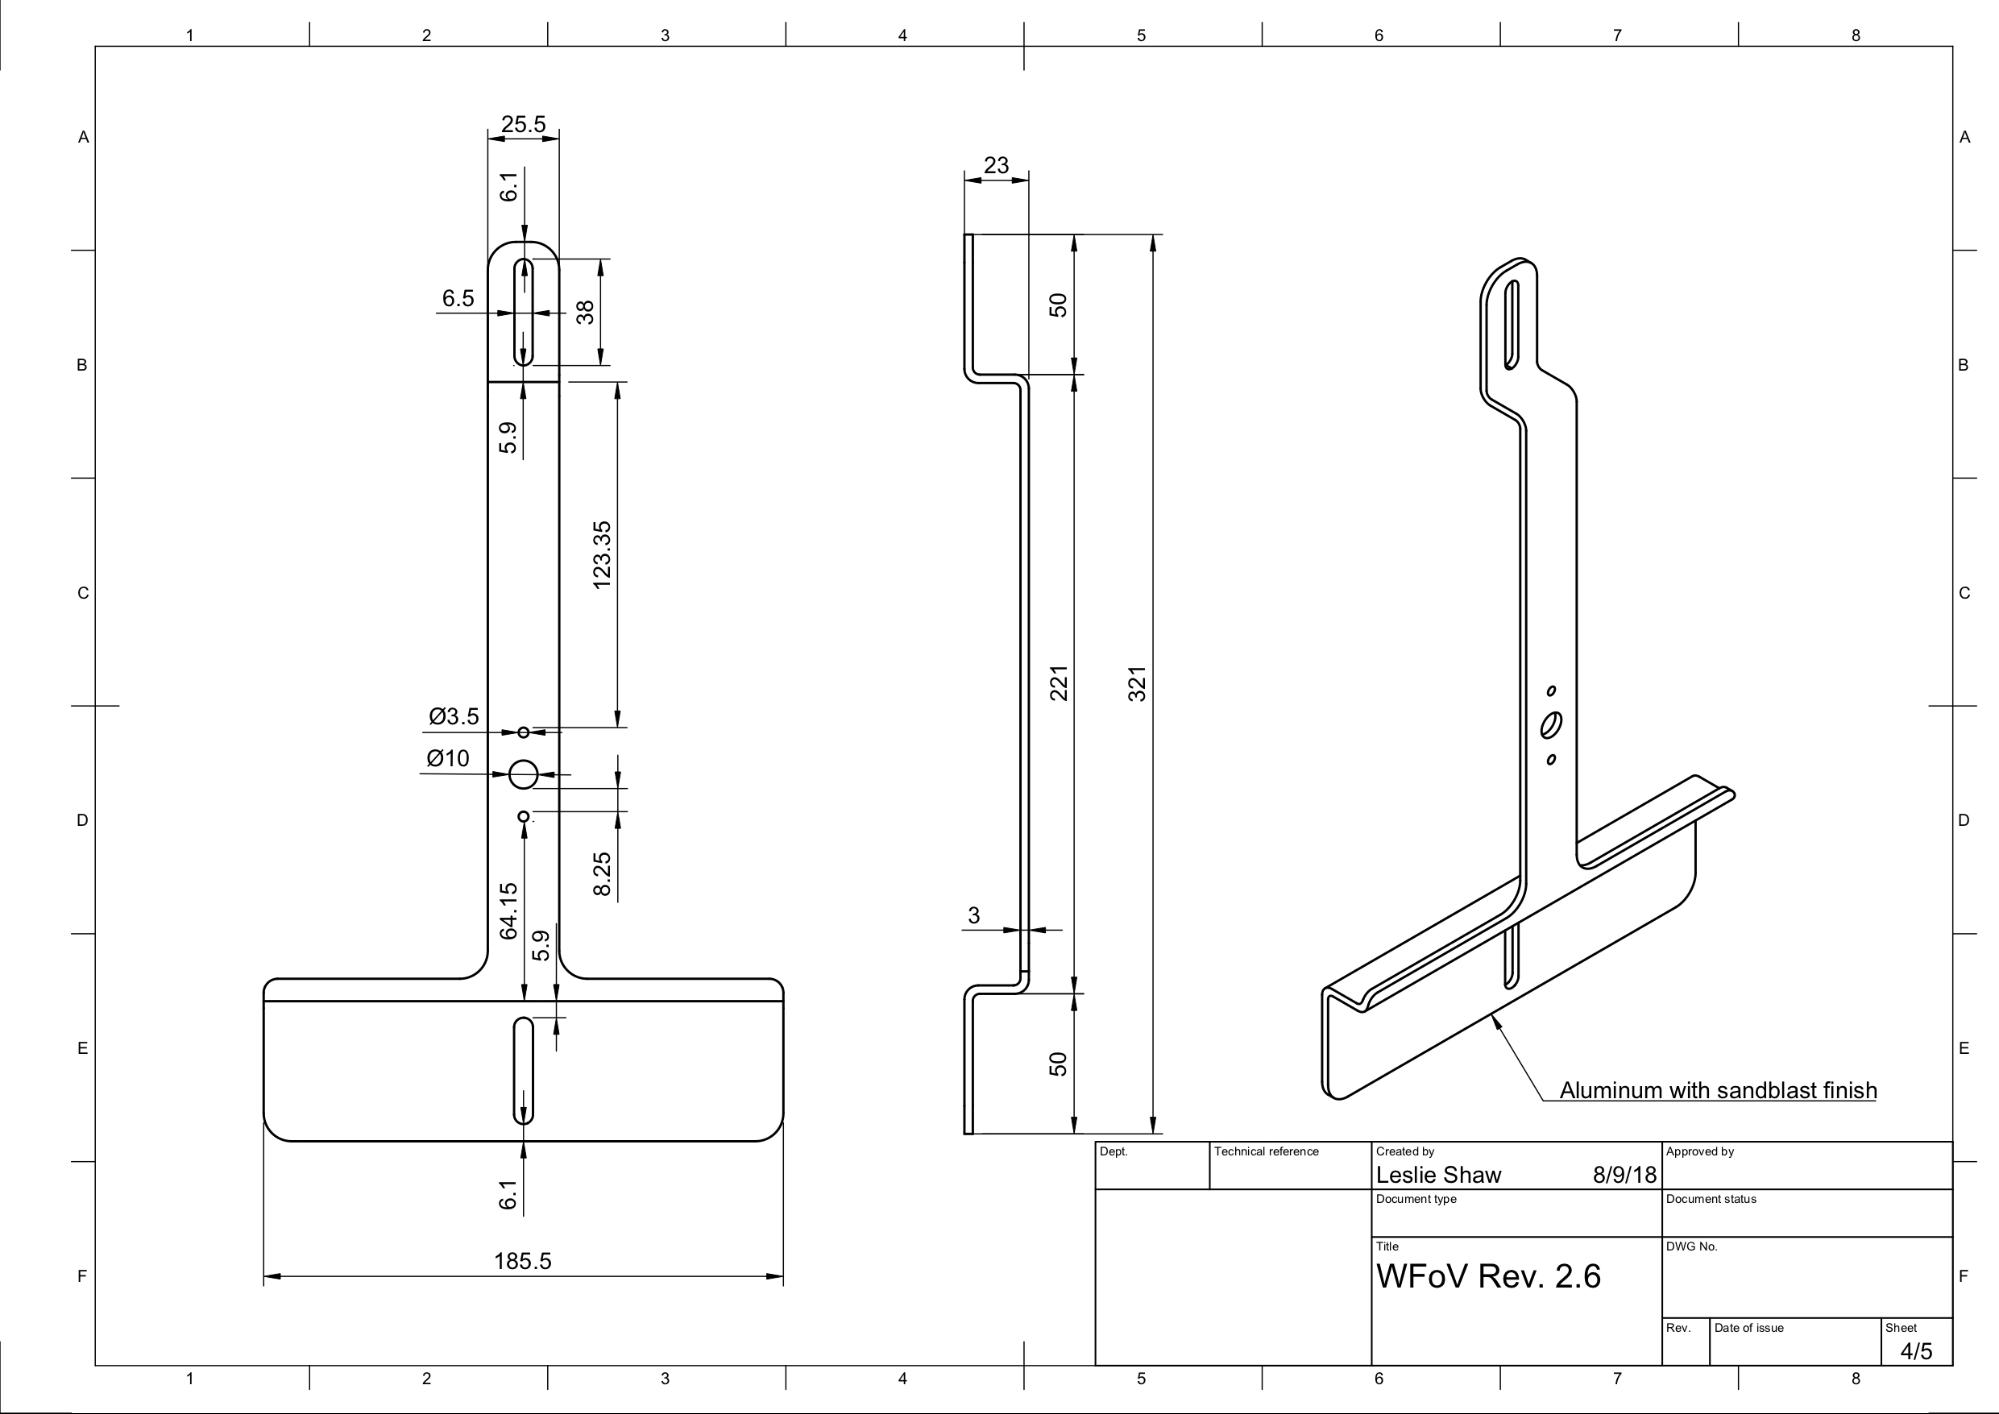 1 2 3 4 5 6 7 8
A A
25.5
23
6.1
6.5
38
50
B B
5.9
123.35
C C
221
321
Ø3.5
Ø10
D D
8.25
64.15
5.9
3
E E
50
Aluminum with sandblast finish
6.1
185.5
F F
Dept. Technical reference Created by Approved by
Leslie Shaw 8/9/18
Document type Document status
Title DWG No.
WFoV Rev. 2.6
Rev. Date of issue Sheet
4/5
1 2 3 4 5 6 7 8